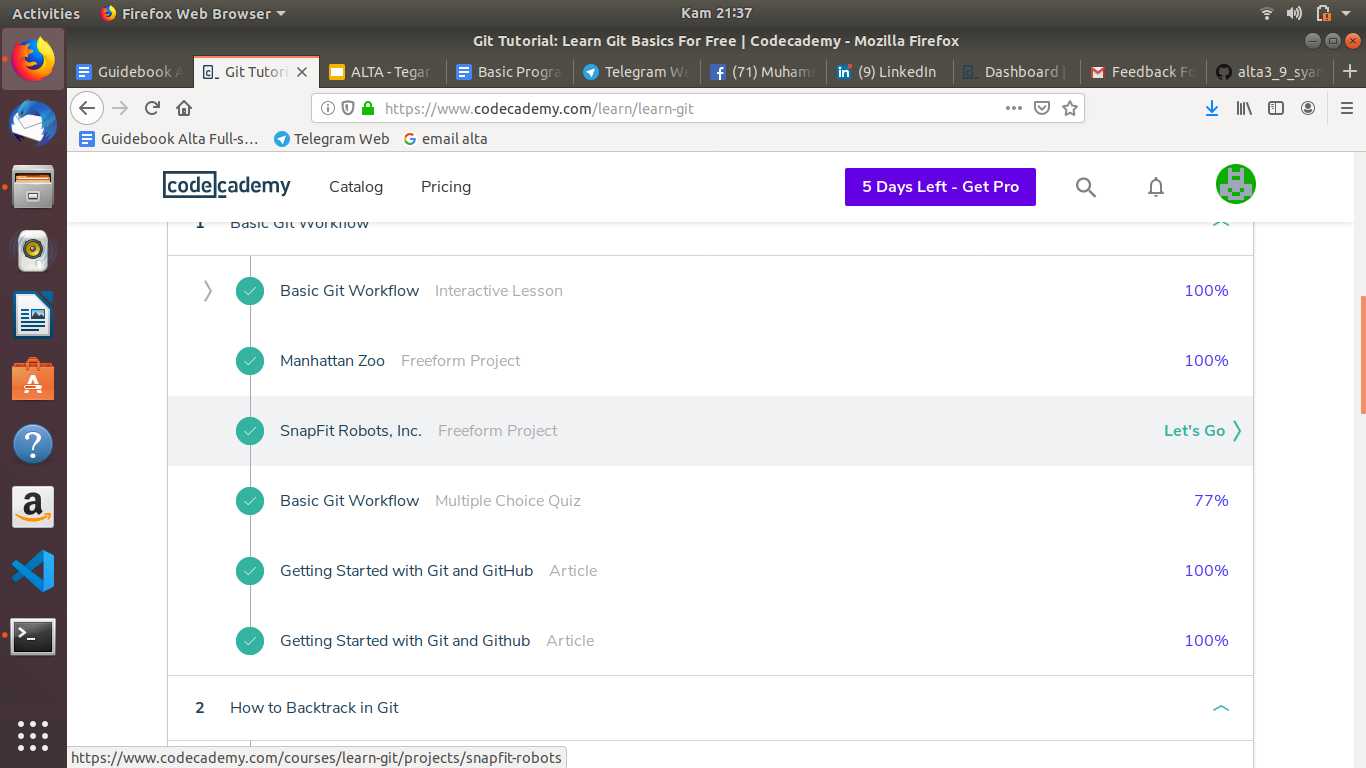 Activities Firefox Web Browser Kam 21:37
Git Tutorial: Learn Git Basics For Free | Codecademy - Mozilla Firefox
Guidebook A Git Tutori ALTA - Tegar Basic Progra Telegram We (71) Muham (9) LinkedIn Dashboard | Feedback Fo alta3_9_syam
https://www.codecademy.com/learn/learn-git
Guidebook Alta Full-s... Telegram Web email alta
codecademy Catalog Pricing 5 Days Left - Get Pro
1 Basic Git Workflow
Basic Git Workflow Interactive Lesson 100%
Manhattan Zoo Freeform Project 100%
SnapFit Robots, Inc. Freeform Project Let's Go
Basic Git Workflow Multiple Choice Quiz 77%
Getting Started with Git and GitHub Article 100%
Getting Started with Git and Github Article 100%
2 How to Backtrack in Git
https://www.codecademy.com/courses/learn-git/projects/snapfit-robots